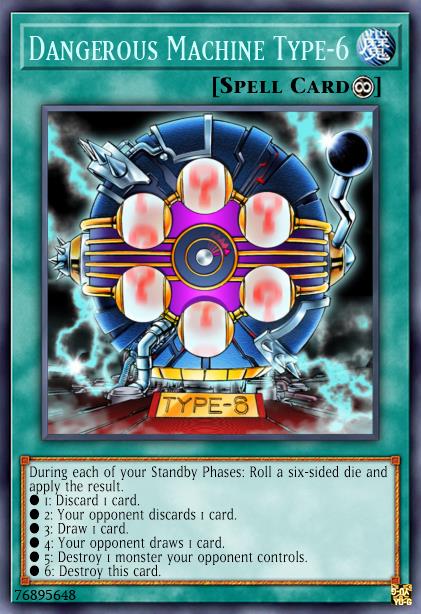 Dangerous Machine Type-6
[Spell Card]
TYPE-6
During each of your Standby Phases: Roll a six-sided die and
apply the result.
● 1: Discard 1 card.
● 2: Your opponent discards 1 card.
● 3: Draw 1 card.
● 4: Your opponent draws 1 card.
● 5: Destroy 1 monster your opponent controls.
● 6: Destroy this card.
76895648